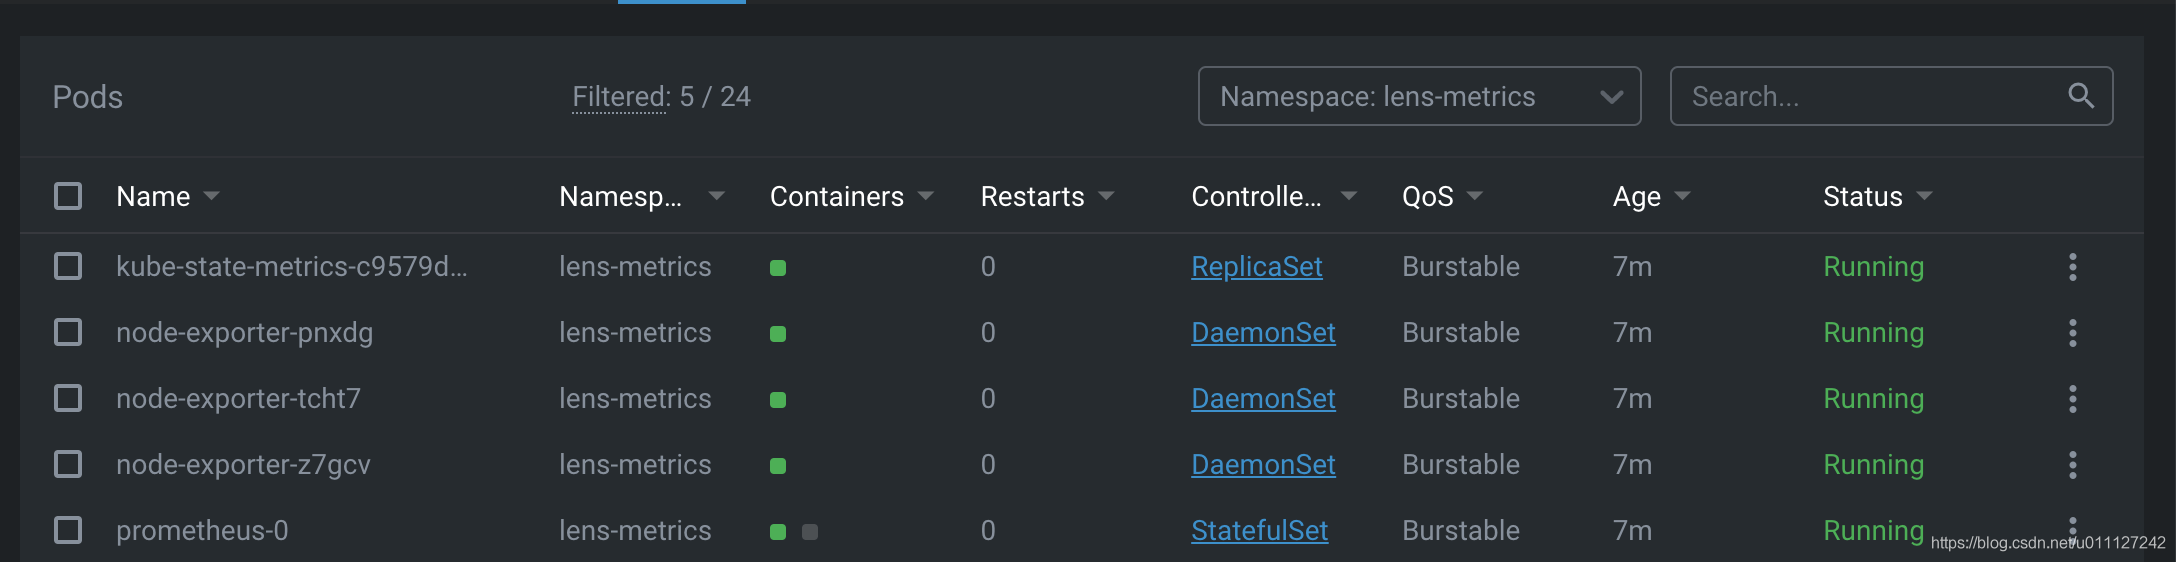 Pods Filtered: 5 / 24 Namespace: lens-metrics Search...
Name Namesp... Containers Restarts Controlle... QoS Age Status
kube-state-metrics-c9579d... lens-metrics 0 ReplicaSet Burstable 7m Running
node-exporter-pnxdg lens-metrics 0 DaemonSet Burstable 7m Running
node-exporter-tcht7 lens-metrics 0 DaemonSet Burstable 7m Running
node-exporter-z7gcv lens-metrics 0 DaemonSet Burstable 7m Running
prometheus-0 lens-metrics 0 StatefulSet Burstable 7m Running
https://blog.csdn.net/u011127242